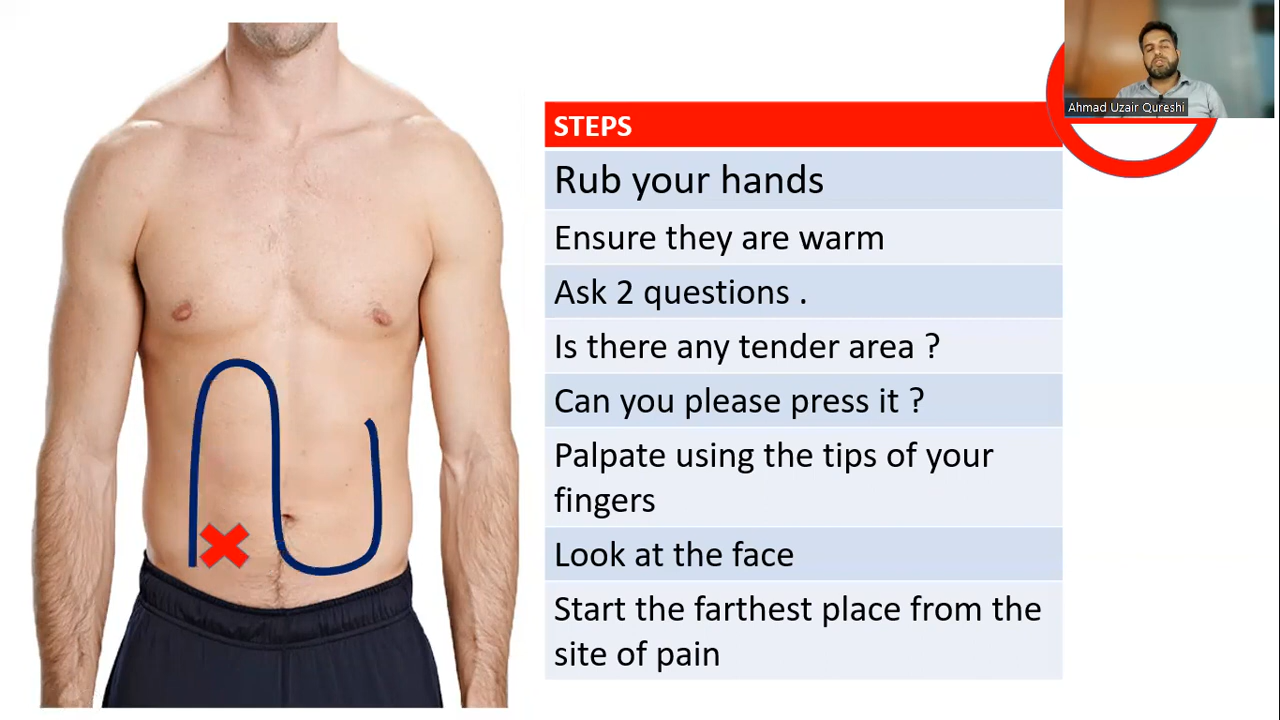 Ahmad Uzair Qureshi
STEPS
Rub your hands
Ensure they are warm
Ask 2 questions .
Is there any tender area ?
Can you please press it ?
Palpate using the tips of your
fingers
Look at the face
Start the farthest place from the
site of pain